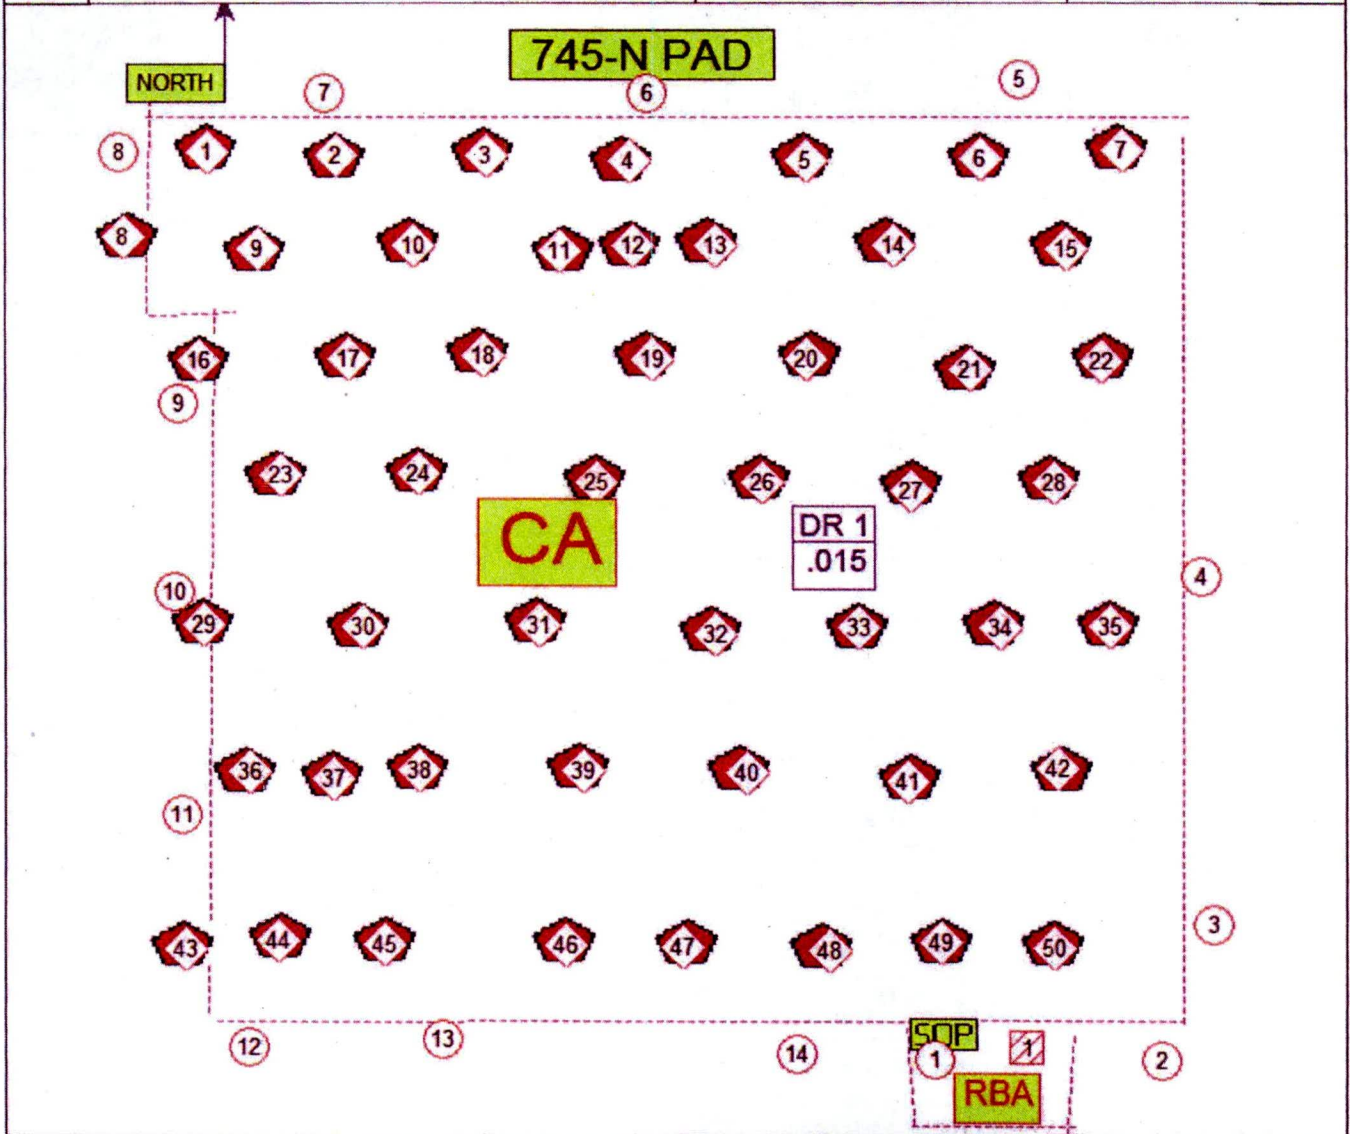 745-N PAD
NORTH
7 6 5
8 1 2 3 4 5 6 7
8 9 10 11 12 13 14 15
16 17 18 19 20 21 22
9
23 24 25 26 27 28
CA
DR 1
.015
10 4
29 30 31 32 33 34 35
36 37 38 39 40 41 42
11
43 44 45 46 47 48 49 50
3
12 13 14 1 1 2
SOP
RBA